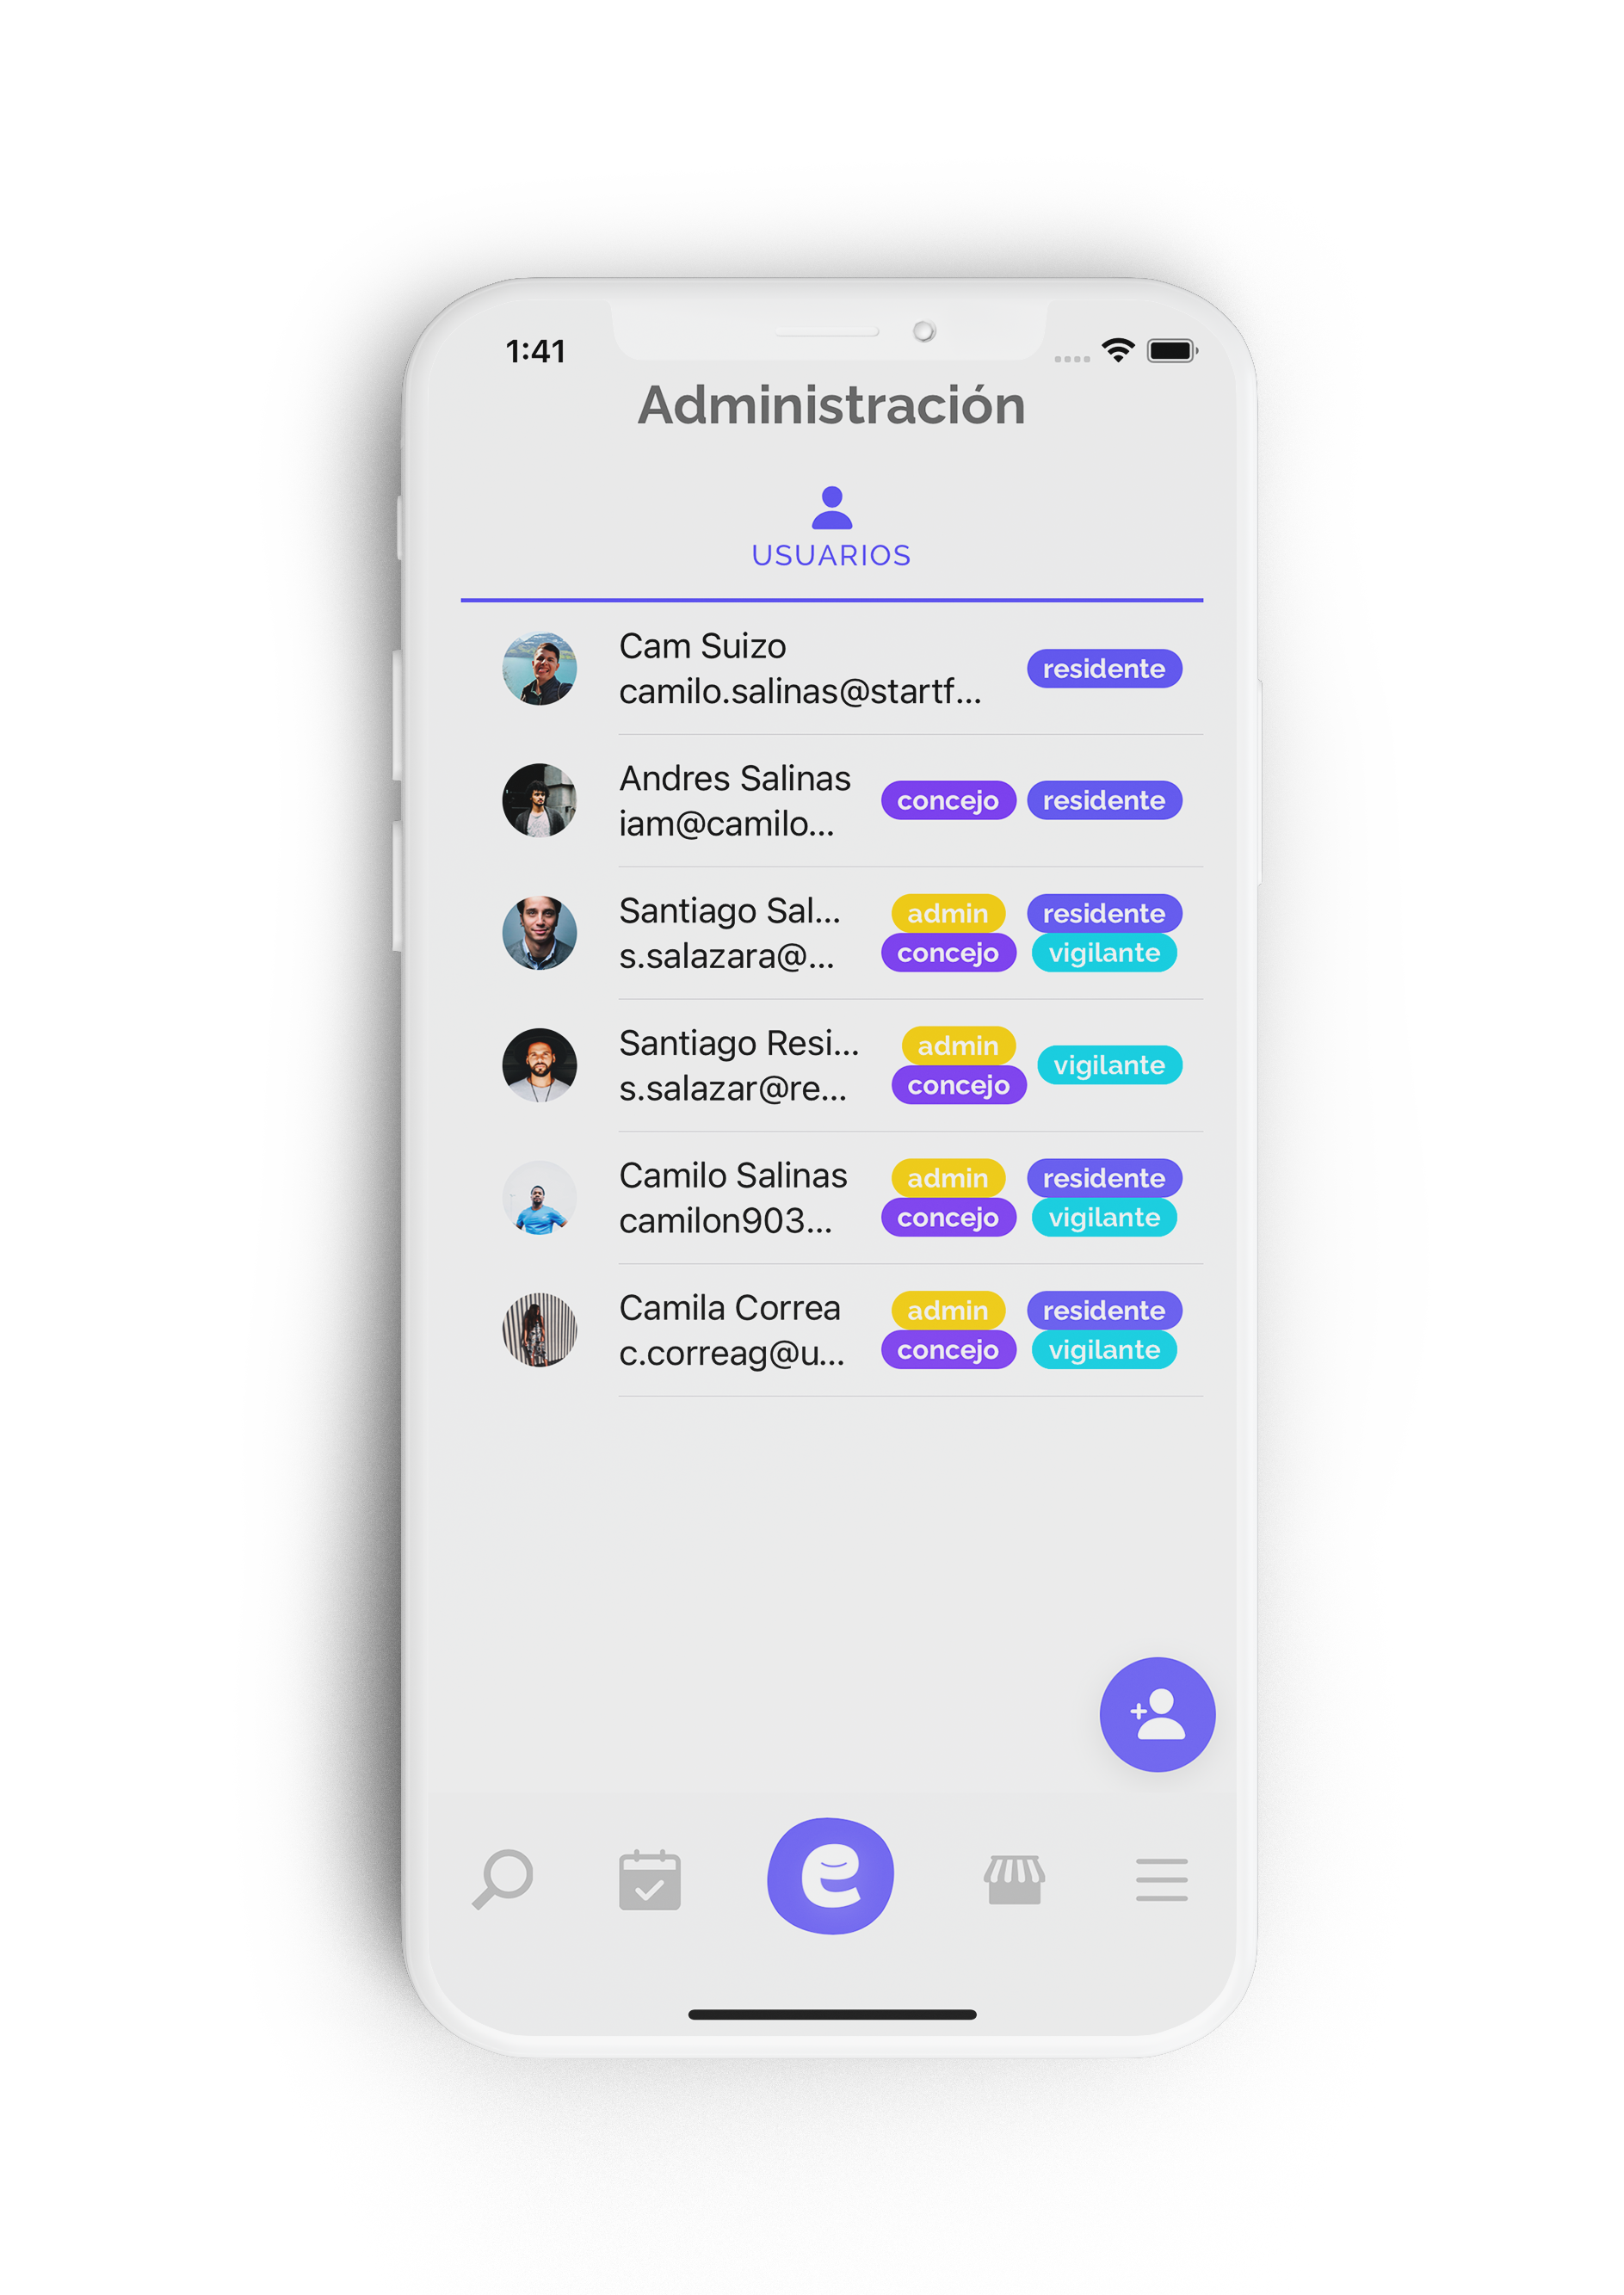 1:41
Administración
USUARIOS
Cam Suizo
camilo.salinas@startf...
residente
Andres Salinas
iam@camilo...
concejo residente
Santiago Sal...
s.salazara@...
admin residente
concejo vigilante
Santiago Resi...
s.salazar@re...
admin
concejo
vigilante
Camilo Salinas
camilon903...
admin residente
concejo vigilante
Camila Correa
c.correag@u...
admin residente
concejo vigilante
e